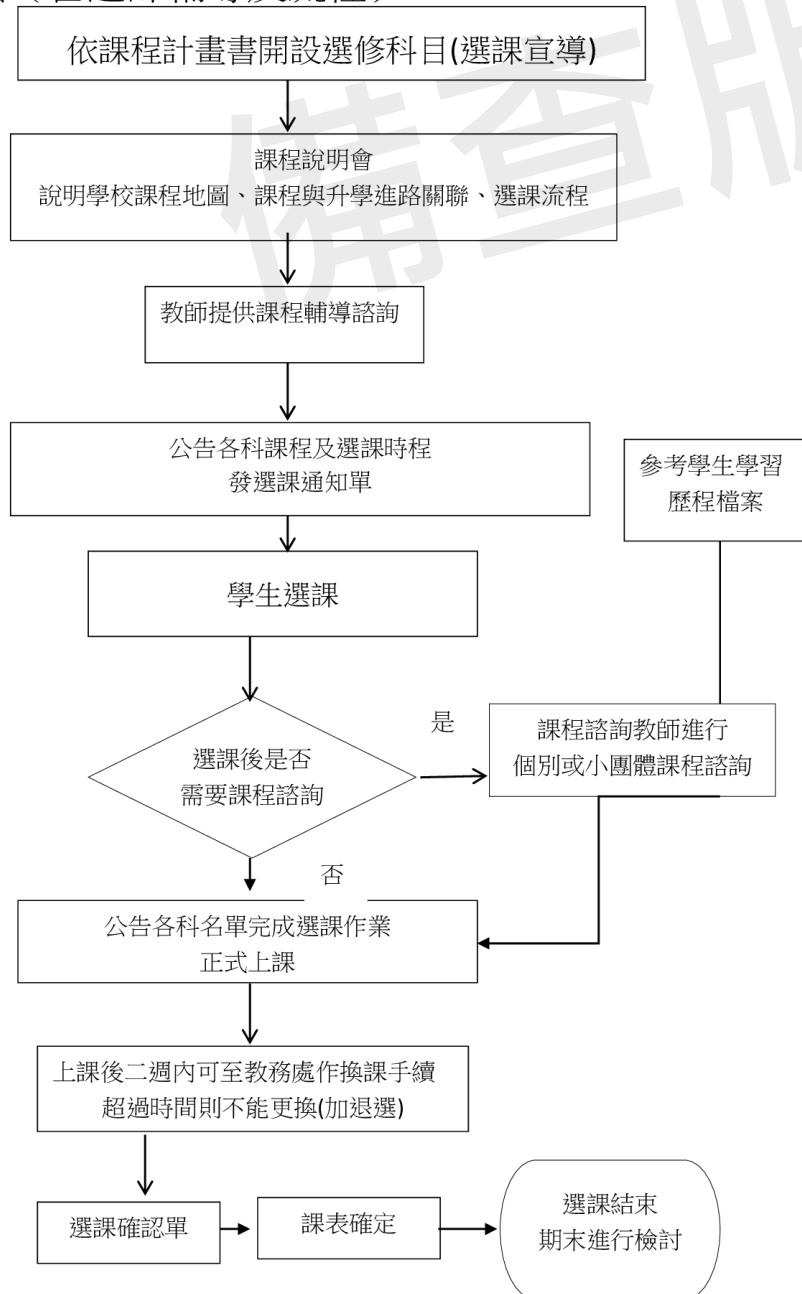 依課程計畫書開設選修科目(選課宣導)
課程說明會
說明學校課程地圖、課程與升學進路關聯、選課流程
教師提供課程輔導諮詢
公告各科課程及選課時程
發選課通知單
參考學生學習
歷程檔案
學生選課
選課後是否
需要課程諮詢
是
課程諮詢教師進行
個別或小團體課程諮詢
否
公告各科名單完成選課作業
正式上課
上課後二週內可至教務處作換課手續
超過時間則不能更換(加退選)
選課確認單
課表確定
選課結束
期末進行檢討
備查版